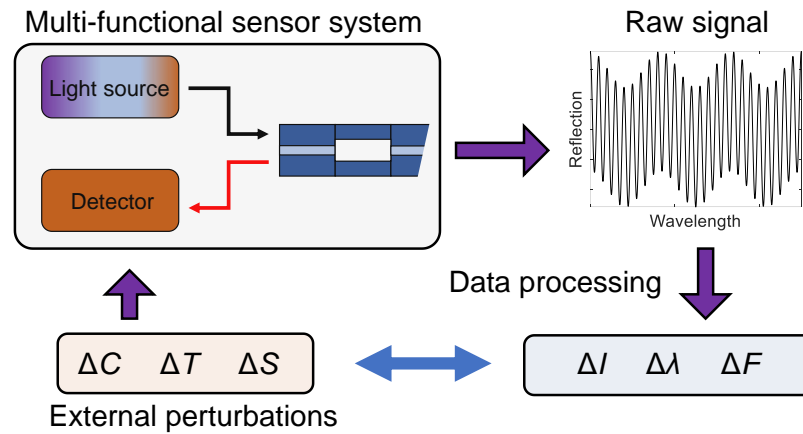 Multi-functional sensor system
Raw signal
Light source
Detector
Reflection
Wavelength
Data processing
ΔC ΔT ΔS
ΔI Δλ ΔF
External perturbations